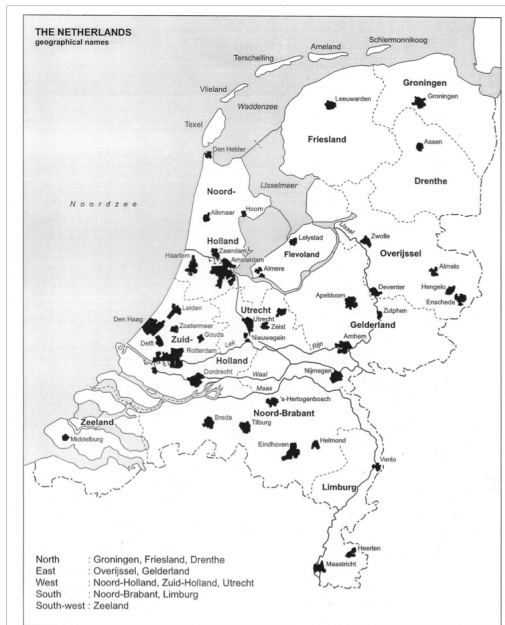 THE NETHERLANDS
geographical names
Schiermonnikoog
Ameland
Terschelling
Vlieland
Waddenzee
Texel
Groningen
Leeuwarden
Groningen
Friesland
Assen
Den Helder
Drenthe
Noordzee
Noord-
IJsselmeer
Hoorn
Alkmaar
Holland
Lelystad
IJssel
Zwolle
Zaandam
Flevoland
Overijssel
Haarlem
Amsterdam
Almere
Almelo
Leiden
Utrecht
Apeldoorn
Deventer
Hengelo
Enschede
Den Haag
Zoetermeer
Utrecht
Zeist
Zutphen
Gelderland
Delft
Zuid-
Gouda
Nieuwegein
Rijn
Arnhem
Rotterdam
Lek
Holland
Dordrecht
Waal
Nijmegen
Maas
's-Hertogenbosch
Zeeland
Breda
Noord-Brabant
Tilburg
Middelburg
Eindhoven
Helmond
Venlo
Limburg
Heerlen
Maastricht
North : Groningen, Friesland, Drenthe
East : Overijssel, Gelderland
West : Noord-Holland, Zuid-Holland, Utrecht
South : Noord-Brabant, Limburg
South-west : Zeeland